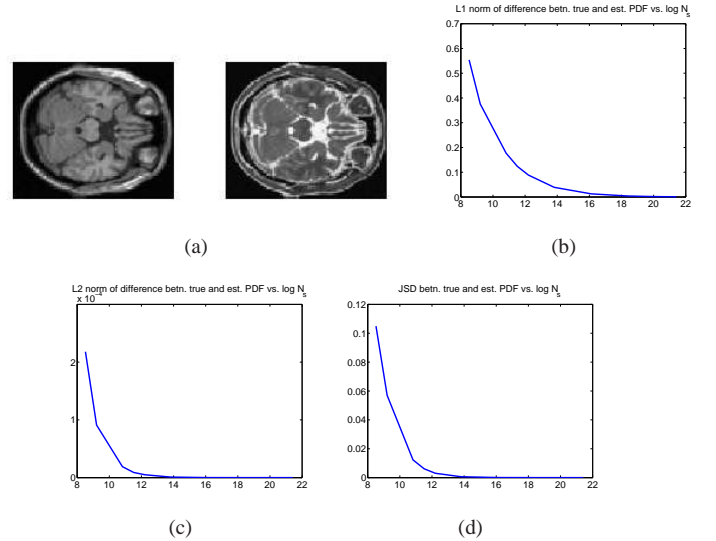 L1 norm of difference betn. true and est. PDF vs. log N_s
0.7
0.6
0.5
0.4
0.3
0.2
0.1
0
8 10 12 14 16 18 20 22
(a)
(b)
L2 norm of difference betn. true and est. PDF vs. log N_s
x 10^-4
2
1
0
8 10 12 14 16 18 20 22
JSD betn. true and est. PDF vs. log N_s
0.12
0.1
0.08
0.06
0.04
0.02
0
8 10 12 14 16 18 20 22
(c)
(d)